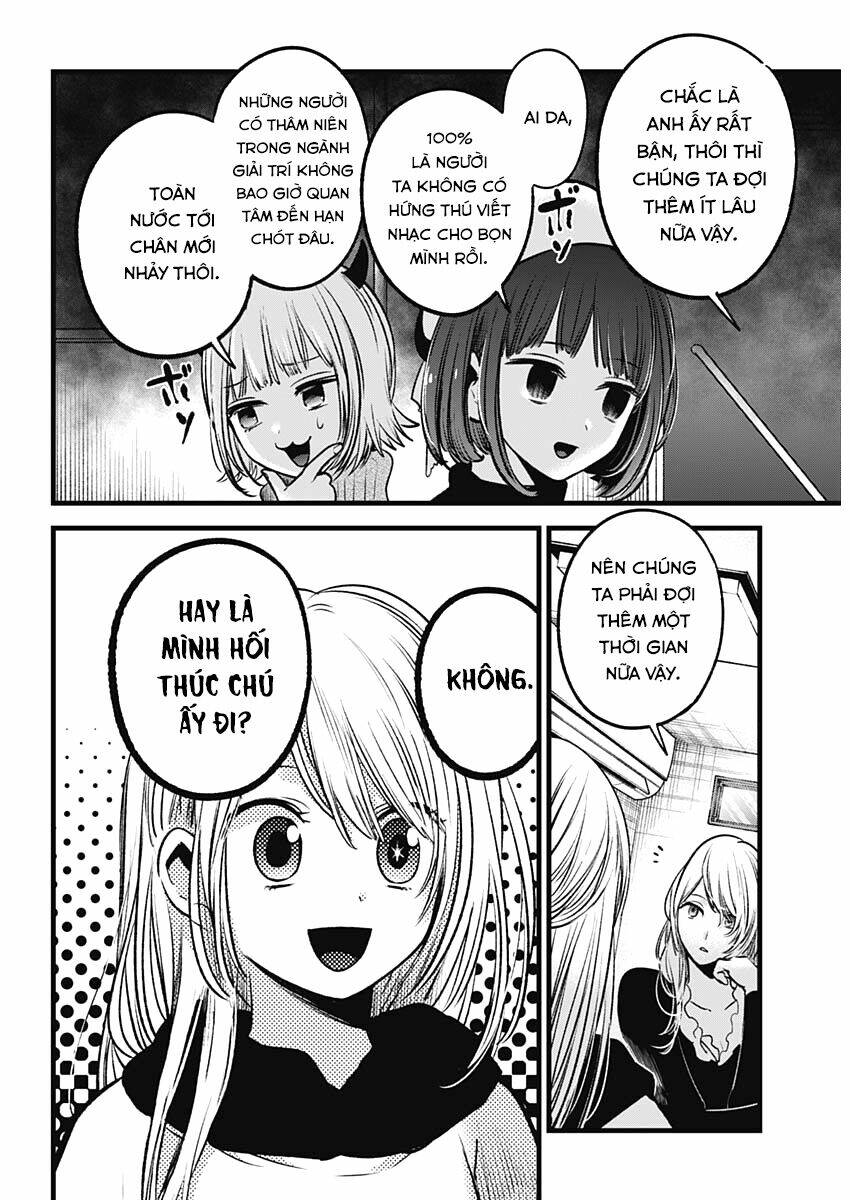 CHẮC LÀ
ANH ẤY RẤT
BẬN, THÔI THÌ
CHÚNG TA ĐỢI
THÊM ÍT LÂU
NỮA VẬY.
AI DA,
100%
LÀ NGƯỜI
TA KHÔNG CÓ
HỨNG THÚ VIẾT
NHẠC CHO BỌN
MÌNH RỒI.
NHỮNG NGƯỜI
CÓ THÂM NIÊN
TRONG NGÀNH
GIẢI TRÍ KHÔNG
BAO GIỜ QUAN
TÂM ĐẾN HẠN
CHÓT ĐÂU.
TOÀN
NƯỚC TỚI
CHÂN MỚI
NHẢY THÔI.
ボソ
ボソ
NÊN CHÚNG
TA PHẢI ĐỢI
THÊM MỘT
THỜI GIAN
NỮA VẬY.
KHÔNG.
HAY LÀ
MÌNH HỐI
THÚC CHÚ
ẤY ĐI?